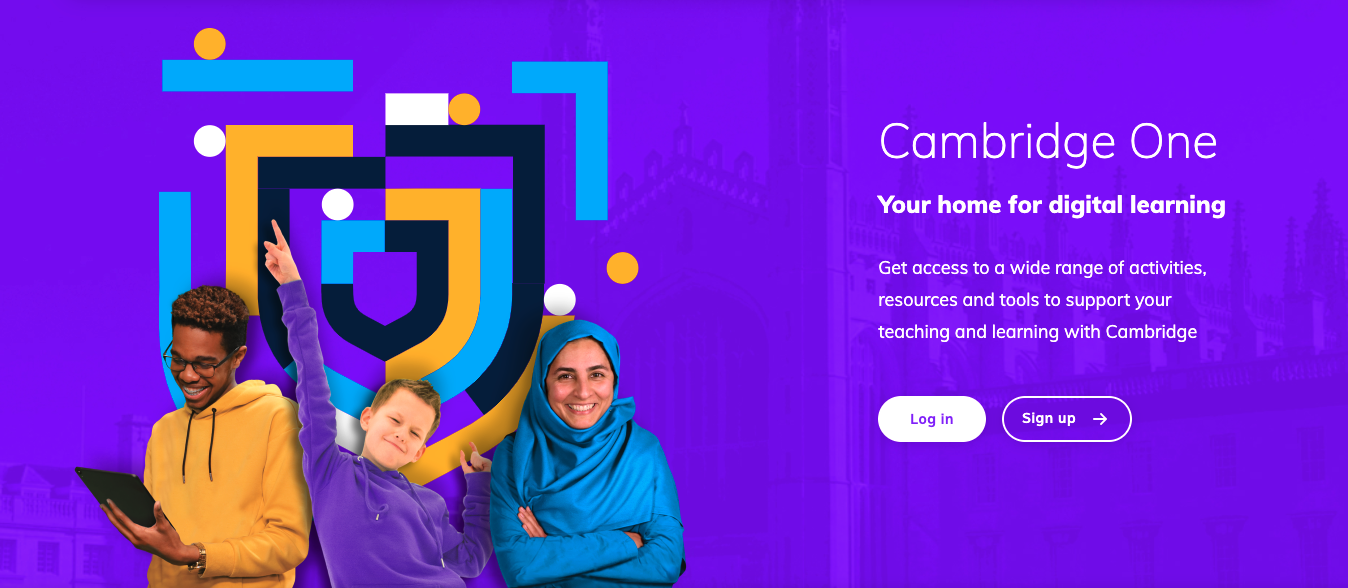 Cambridge One
Your home for digital learning
Get access to a wide range of activities,
resources and tools to support your
teaching and learning with Cambridge
Log in
Sign up